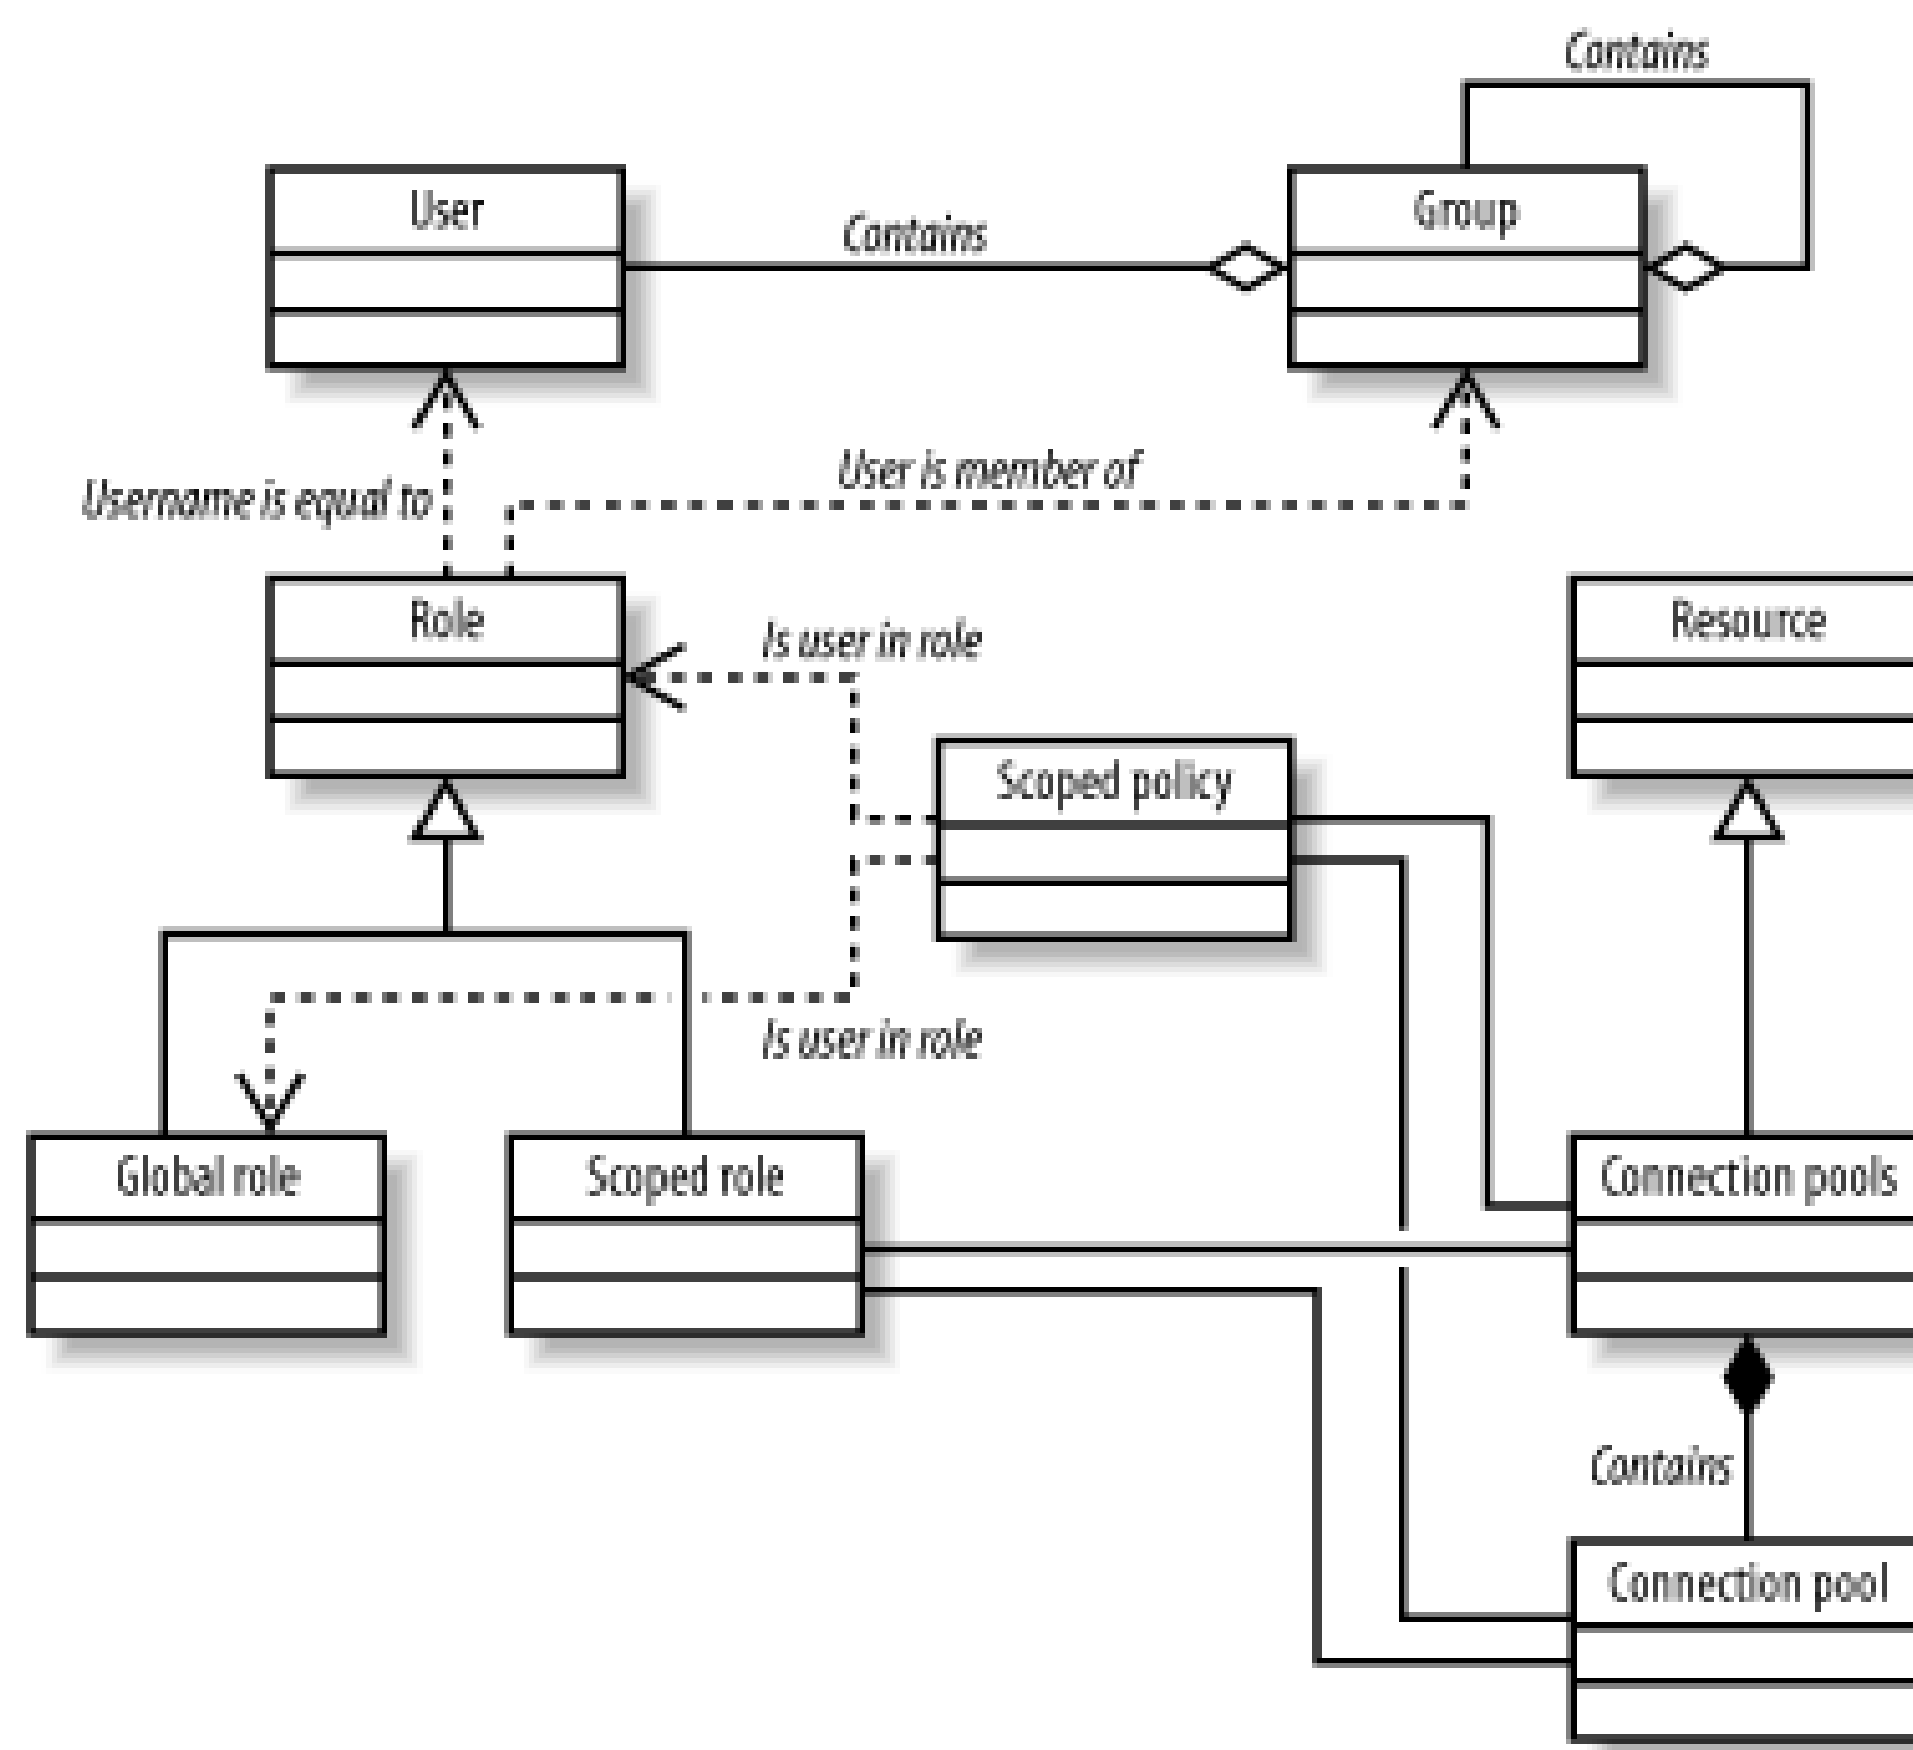 Contains
User
Group
Contains
User is member of
Username is equal to
Role
Is user in role
Resource
Scoped policy
Is user in role
Global role
Scoped role
Connection pools
Contains
Connection pool